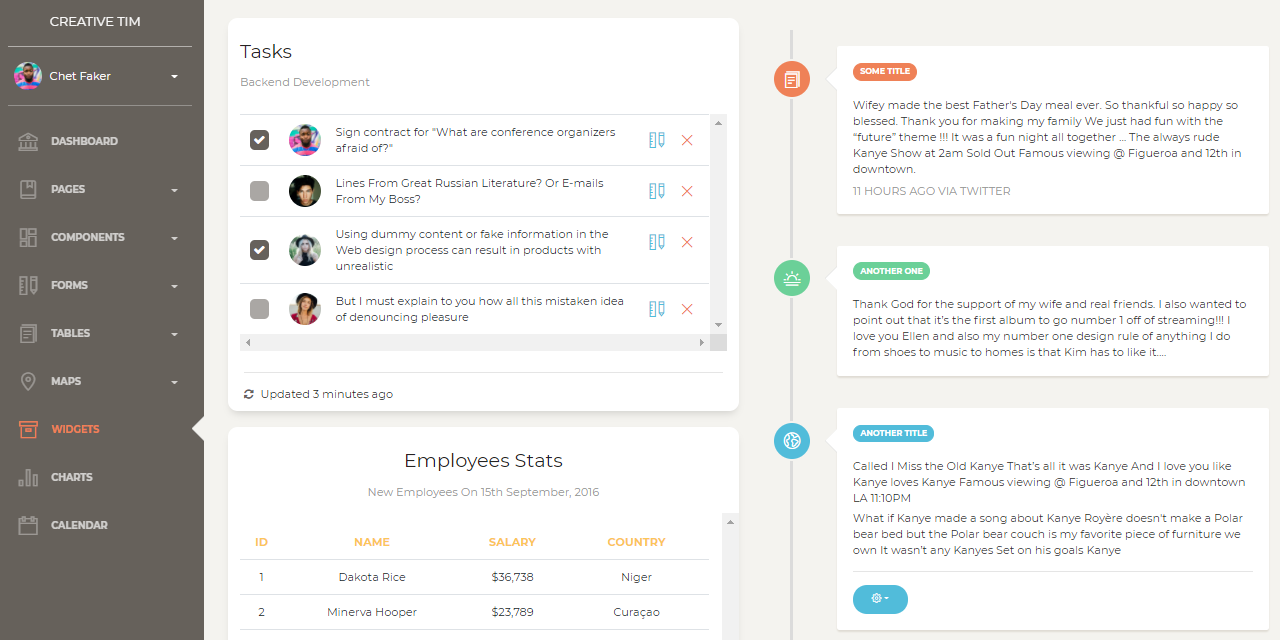 CREATIVE TIM
Chet Faker
DASHBOARD
PAGES
COMPONENTS
FORMS
TABLES
MAPS
WIDGETS
CHARTS
CALENDAR
Tasks
Backend Development
Sign contract for "What are conference organizers
afraid of?"
Lines From Great Russian Literature? Or E-mails
From My Boss?
Using dummy content or fake information in the
Web design process can result in products with
unrealistic
But I must explain to you how all this mistaken idea
of denouncing pleasure
Updated 3 minutes ago
Employees Stats
New Employees On 15th September, 2016
ID NAME SALARY COUNTRY
1 Dakota Rice $36,738 Niger
2 Minerva Hooper $23,789 Curaçao
SOME TITLE
Wifey made the best Father's Day meal ever. So thankful so happy so
blessed. Thank you for making my family We just had fun with the
“future” theme !!! It was a fun night all together ... The always rude
Kanye Show at 2am Sold Out Famous viewing @ Figueroa and 12th in
downtown.
11 HOURS AGO VIA TWITTER
ANOTHER ONE
Thank God for the support of my wife and real friends. I also wanted to
point out that it’s the first album to go number 1 off of streaming!!! I
love you Ellen and also my number one design rule of anything I do
from shoes to music to homes is that Kim has to like it....
ANOTHER TITLE
Called I Miss the Old Kanye That’s all it was Kanye And I love you like
Kanye loves Kanye Famous viewing @ Figueroa and 12th in downtown
LA 11:10PM
What if Kanye made a song about Kanye Royère doesn't make a Polar
bear bed but the Polar bear couch is my favorite piece of furniture we
own It wasn’t any Kanyes Set on his goals Kanye